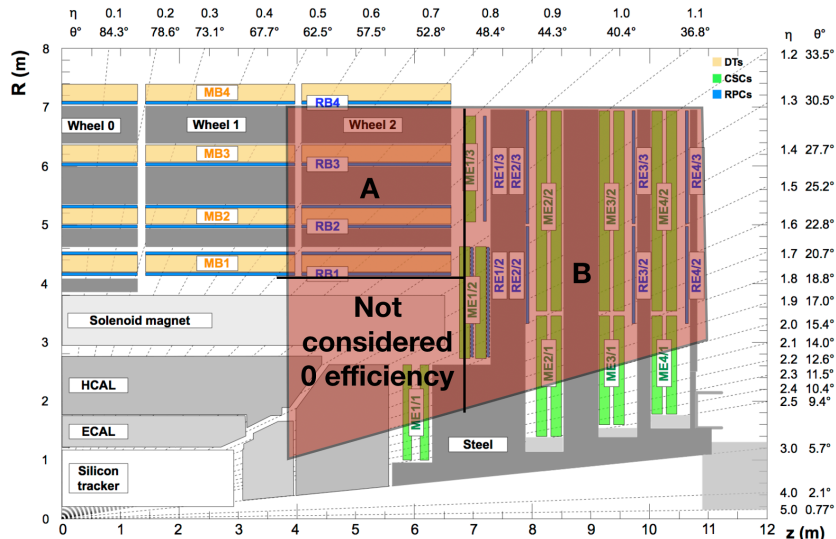 η 0.1 0.2 0.3 0.4 0.5 0.6 0.7 0.8 0.9 1.0 1.1 η θ°
θ° 84.3° 78.6° 73.1° 67.7° 62.5° 57.5° 52.8° 48.4° 44.3° 40.4° 36.8°
R (m)
8
7
6
5
4
3
2
1
0
DTs
CSCs
RPCs
1.2 33.5°
1.3 30.5°
1.4 27.7°
1.5 25.2°
1.6 22.8°
1.7 20.7°
1.8 18.8°
1.9 17.0°
2.0 15.4°
2.1 14.0°
2.2 12.6°
2.3 11.5°
2.4 10.4°
2.5 9.4°
3.0 5.7°
4.0 2.1°
5.0 0.77°
MB4
RB4
Wheel 0 Wheel 1 Wheel 2
MB3
RB3
MB2
RB2
MB1
RB1
A
B
Not
considered
0 efficiency
ME1/3
RE1/3
RE2/3
ME2/2
ME3/2
RE3/3
ME4/2
RE4/3
ME1/2
RE1/2
RE2/2
RE3/2
RE4/2
ME1/1
ME2/1
ME3/1
ME4/1
Solenoid magnet
HCAL
ECAL
Steel
Silicon
tracker
0 1 2 3 4 5 6 7 8 9 10 11 12
z (m)